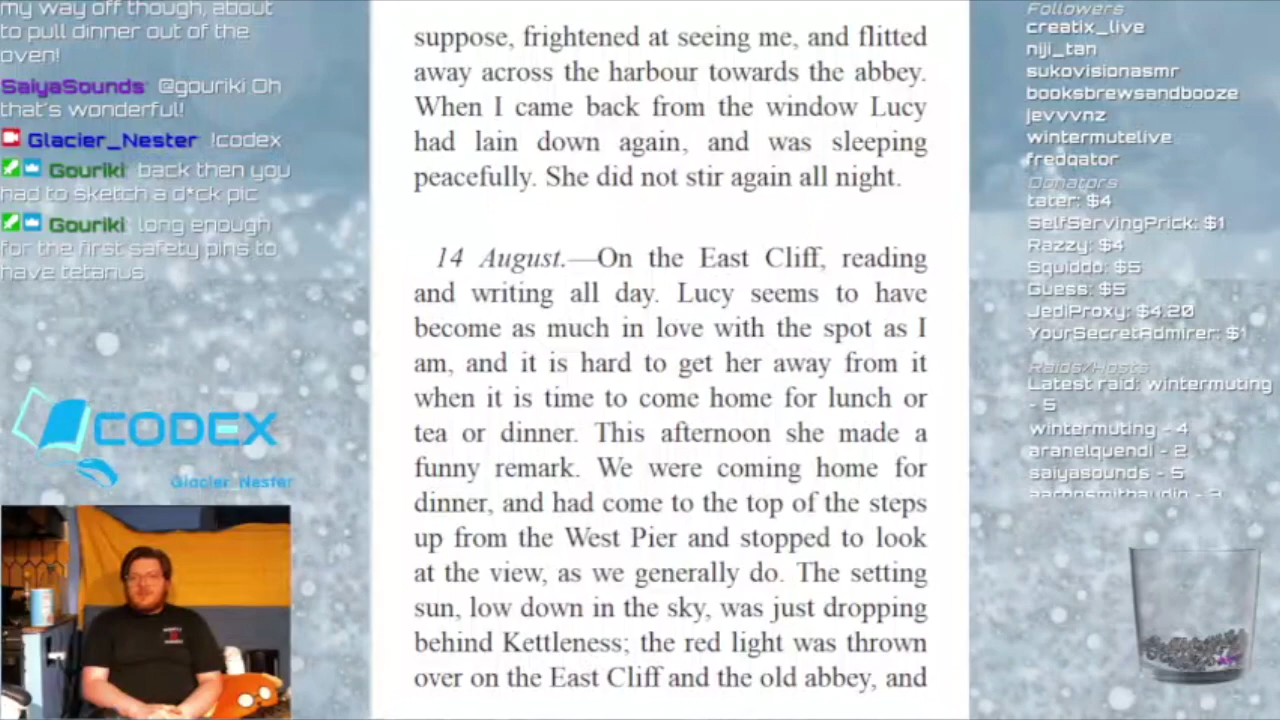 my way off though, about
to pull dinner out of the
oven!
SaiyaSounds: @gouriki Oh
that's wonderful!
Glacier_Nester: !codex
Gouriki: back then you
had to sketch a d*ck pic
Gouriki: long enough
for the first safety pins to
have tetanus
CODEX
Glacier_Nester
suppose, frightened at seeing me, and flitted
away across the harbour towards the abbey.
When I came back from the window Lucy
had lain down again, and was sleeping
peacefully. She did not stir again all night.
14 August.—On the East Cliff, reading
and writing all day. Lucy seems to have
become as much in love with the spot as I
am, and it is hard to get her away from it
when it is time to come home for lunch or
tea or dinner. This afternoon she made a
funny remark. We were coming home for
dinner, and had come to the top of the steps
up from the West Pier and stopped to look
at the view, as we generally do. The setting
sun, low down in the sky, was just dropping
behind Kettleness; the red light was thrown
over on the East Cliff and the old abbey, and
Followers
creatix_live
niji_tan
sukovisionasmr
booksbrewsandbooze
jevvvnz
wintermutelive
fredgator
Donators
tater: $4
SelfServingPrick: $1
Razzy: $4
Squiddo: $5
Guess: $5
JediProxy: $4.20
YourSecretAdmirer: $1
Raids/Hosts
Latest raid: wintermuting
- 5
wintermuting - 4
aranelquendi - 2
saiyasounds - 5